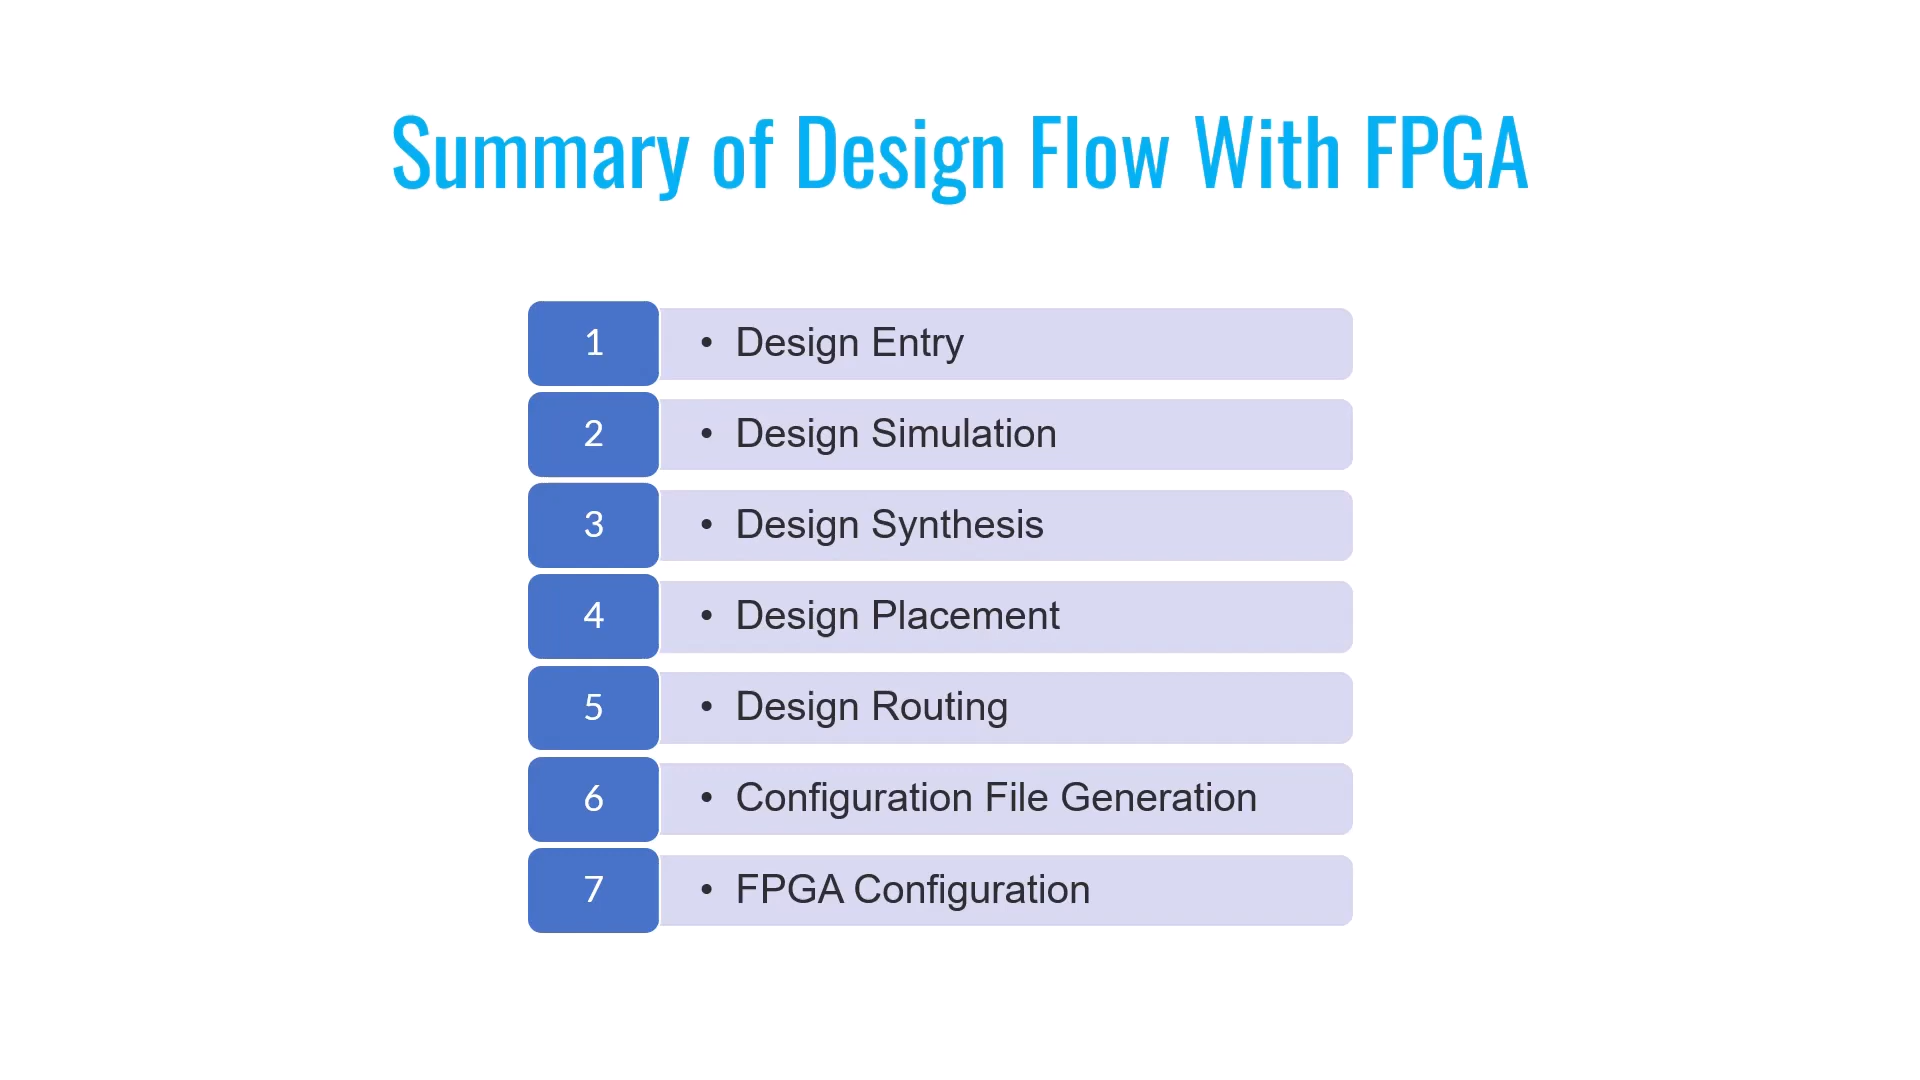 Summary of Design Flow With FPGA
1 • Design Entry
2 • Design Simulation
3 • Design Synthesis
4 • Design Placement
5 • Design Routing
6 • Configuration File Generation
7 • FPGA Configuration